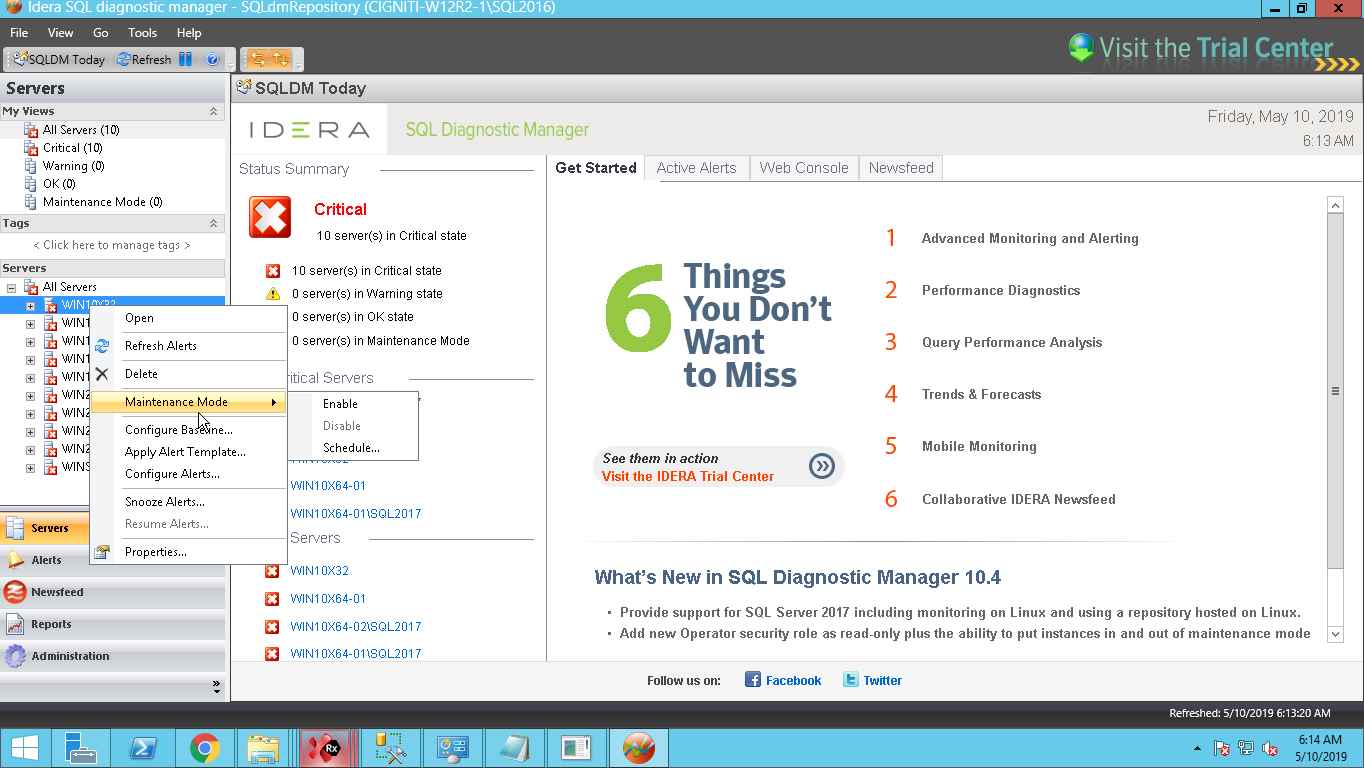 Idera SQL diagnostic manager - SQLdmRepository (CIGNITI-W12R2-1\SQL2016)
File View Go Tools Help
SQLDM Today Refresh
Visit the Trial Center
Servers
My Views
All Servers (10)
Critical (10)
Warning (0)
OK (0)
Maintenance Mode (0)
Tags
< Click here to manage tags >
Servers
All Servers
WIN10X32
Open
Refresh Alerts
Delete
Maintenance Mode
Configure Baseline...
Apply Alert Template...
Configure Alerts...
Snooze Alerts...
Resume Alerts...
Properties...
Enable
Disable
Schedule...
Servers
Alerts
Newsfeed
Reports
Administration
SQLDM Today
IDERA SQL Diagnostic Manager
Friday, May 10, 2019
6:13 AM
Status Summary
Critical
10 server(s) in Critical state
10 server(s) in Critical state
0 server(s) in Warning state
0 server(s) in OK state
0 server(s) in Maintenance Mode
Servers
WIN10X64-01
WIN10X64-01\SQL2017
Servers
WIN10X32
WIN10X64-01
WIN10X64-02\SQL2017
WIN10X64-01\SQL2017
Get Started Active Alerts Web Console Newsfeed
6 Things
You Don't
Want
to Miss
See them in action
Visit the IDERA Trial Center
1 Advanced Monitoring and Alerting
2 Performance Diagnostics
3 Query Performance Analysis
4 Trends & Forecasts
5 Mobile Monitoring
6 Collaborative IDERA Newsfeed
What's New in SQL Diagnostic Manager 10.4
• Provide support for SQL Server 2017 including monitoring on Linux and using a repository hosted on Linux.
• Add new Operator security role as read-only plus the ability to put instances in and out of maintenance mode
Follow us on: Facebook Twitter
Refreshed: 5/10/2019 6:13:20 AM
Rx
6:14 AM
5/10/2019